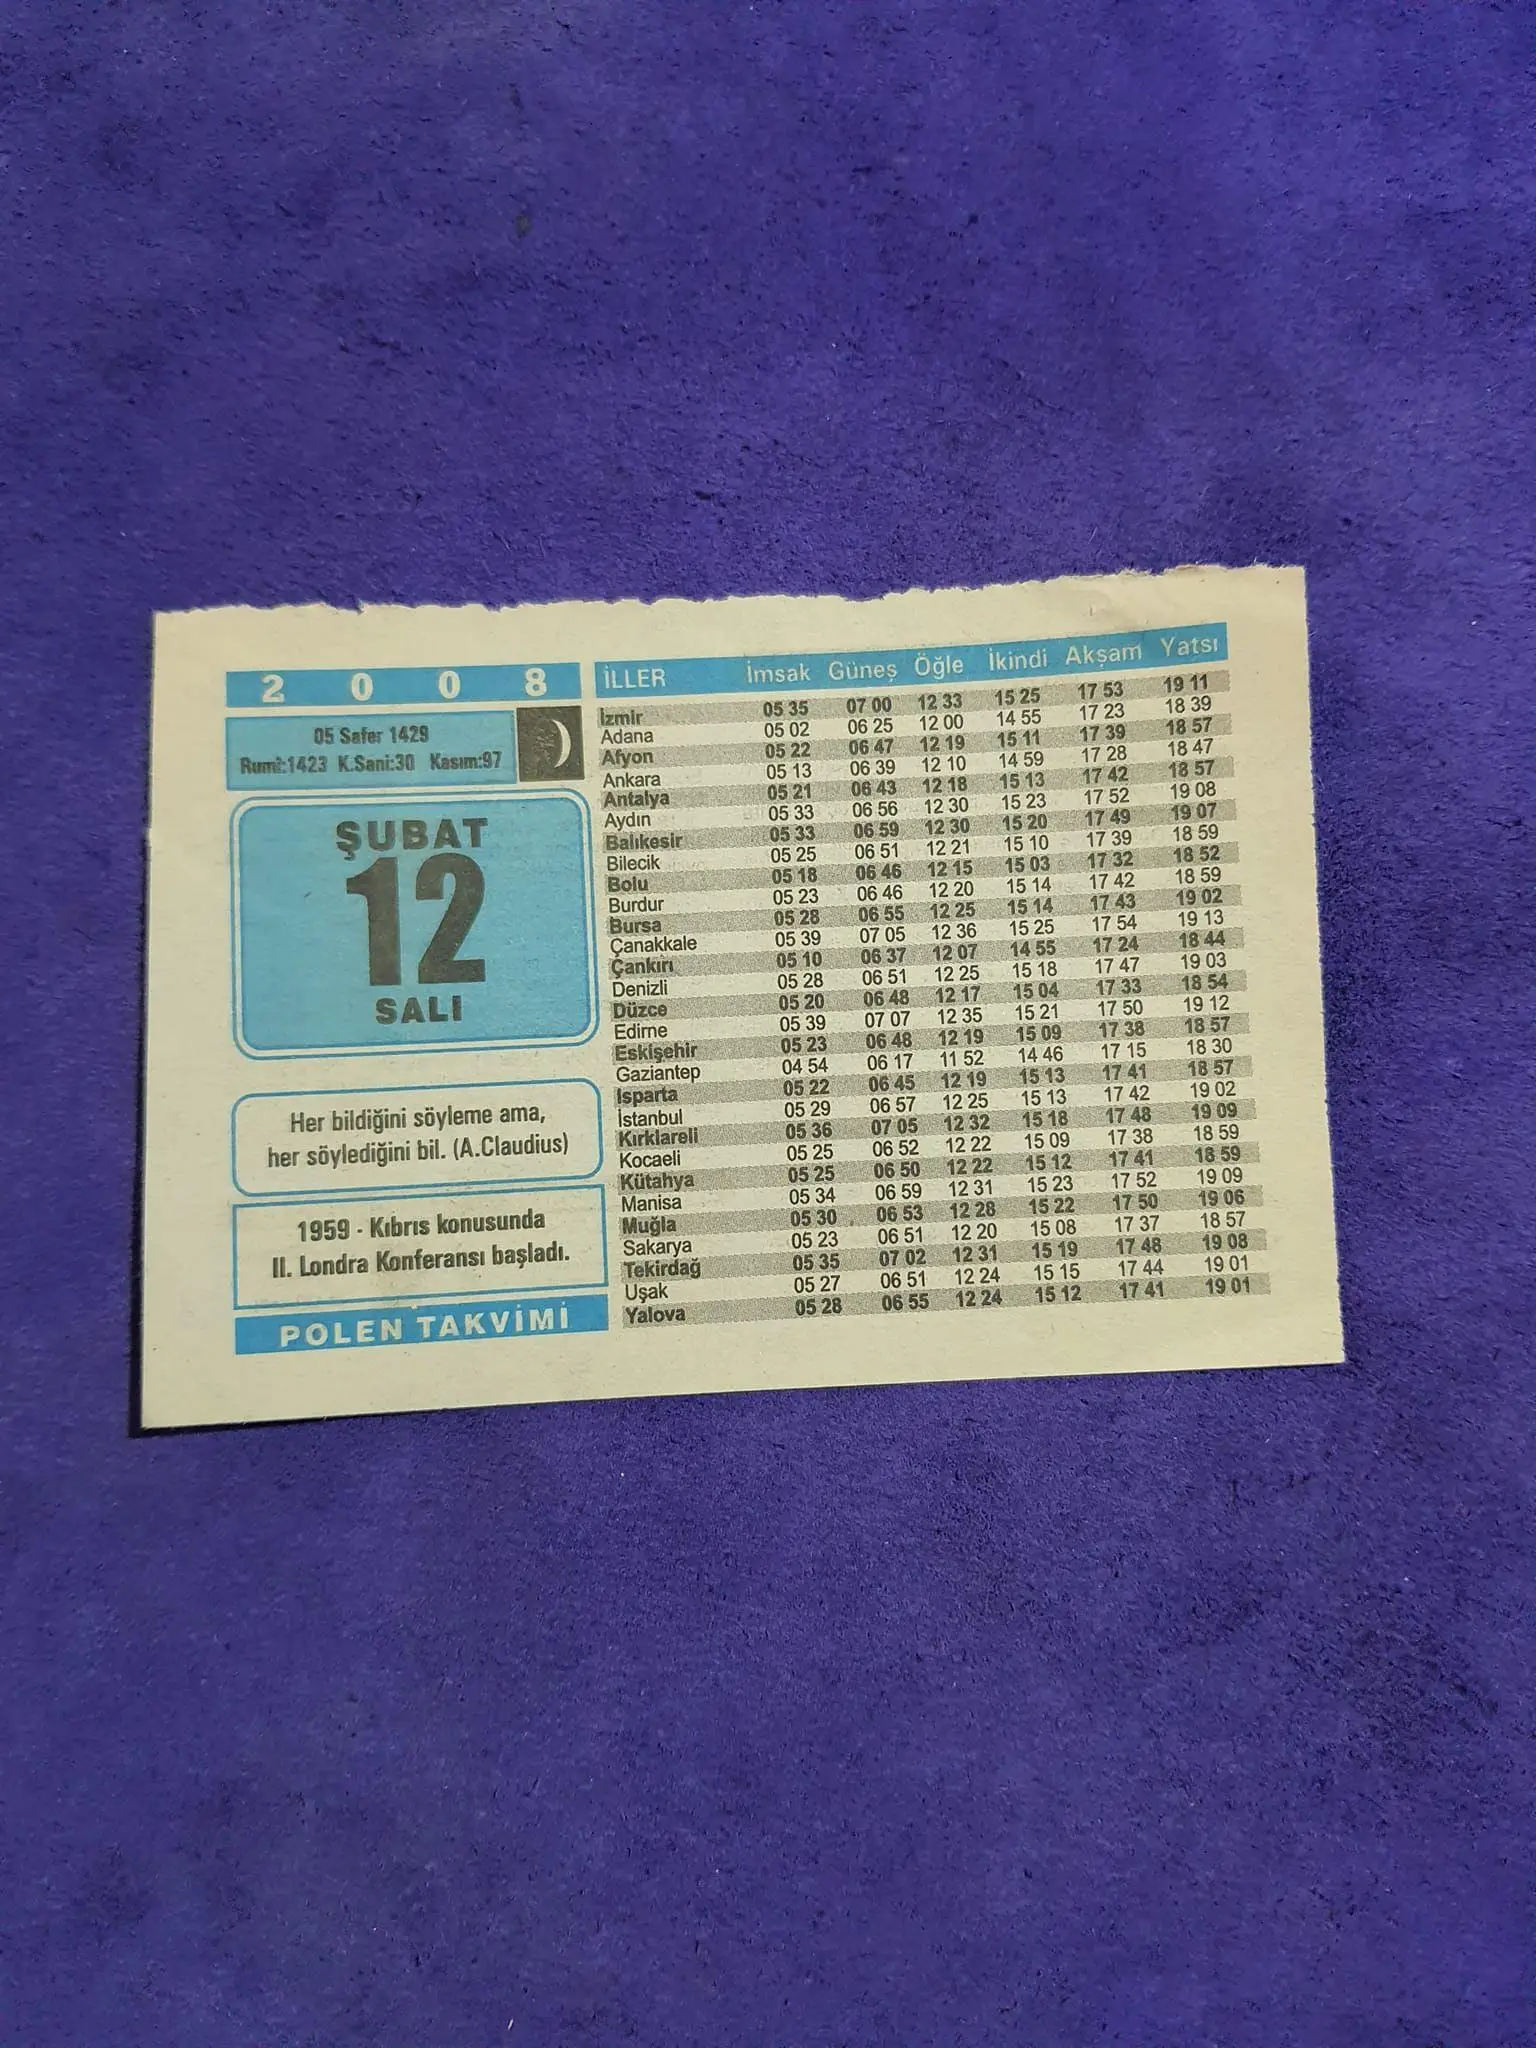 2 0 0 8
05 Safer 1429
Rumî:1423 K.Sani:30 Kasım:97
ŞUBAT
12
SALI
Her bildiğini söyleme ama,
her söylediğini bil. (A.Claudius)
1959 - Kıbrıs konusunda
II. Londra Konferansı başladı.
POLEN TAKVİMİ
İLLER İmsak Güneş Öğle İkindi Akşam Yatsı
İzmir 05 35 07 00 12 33 15 25 17 53 19 11
Adana 05 02 06 25 12 00 14 55 17 23 18 39
Afyon 05 22 06 47 12 19 15 11 17 39 18 57
Ankara 05 13 06 39 12 10 14 59 17 28 18 47
Antalya 05 21 06 43 12 18 15 13 17 42 18 57
Aydın 05 33 06 56 12 30 15 23 17 52 19 08
Balıkesir 05 33 06 59 12 30 15 20 17 49 19 07
Bilecik 05 25 06 51 12 21 15 10 17 39 18 59
Bolu 05 18 06 46 12 15 15 03 17 32 18 52
Burdur 05 23 06 46 12 20 15 14 17 42 18 59
Bursa 05 28 06 55 12 25 15 14 17 43 19 02
Çanakkale 05 39 07 05 12 36 15 25 17 54 19 13
Çankırı 05 10 06 37 12 07 14 55 17 24 18 44
Denizli 05 28 06 51 12 25 15 18 17 47 19 03
Düzce 05 20 06 48 12 17 15 04 17 33 18 54
Edirne 05 39 07 07 12 35 15 21 17 50 19 12
Eskişehir 05 23 06 48 12 19 15 09 17 38 18 57
Gaziantep 04 54 06 17 11 52 14 46 17 15 18 30
Isparta 05 22 06 45 12 19 15 13 17 41 18 57
İstanbul 05 29 06 57 12 25 15 13 17 42 19 02
Kırklareli 05 36 07 05 12 32 15 18 17 48 19 09
Kocaeli 05 25 06 52 12 22 15 09 17 38 18 59
Kütahya 05 25 06 50 12 22 15 12 17 41 18 59
Manisa 05 34 06 59 12 31 15 23 17 52 19 09
Muğla 05 30 06 53 12 28 15 22 17 50 19 06
Sakarya 05 23 06 51 12 20 15 08 17 37 18 57
Tekirdağ 05 35 07 02 12 31 15 19 17 48 19 08
Uşak 05 27 06 51 12 24 15 15 17 44 19 01
Yalova 05 28 06 55 12 24 15 12 17 41 19 01